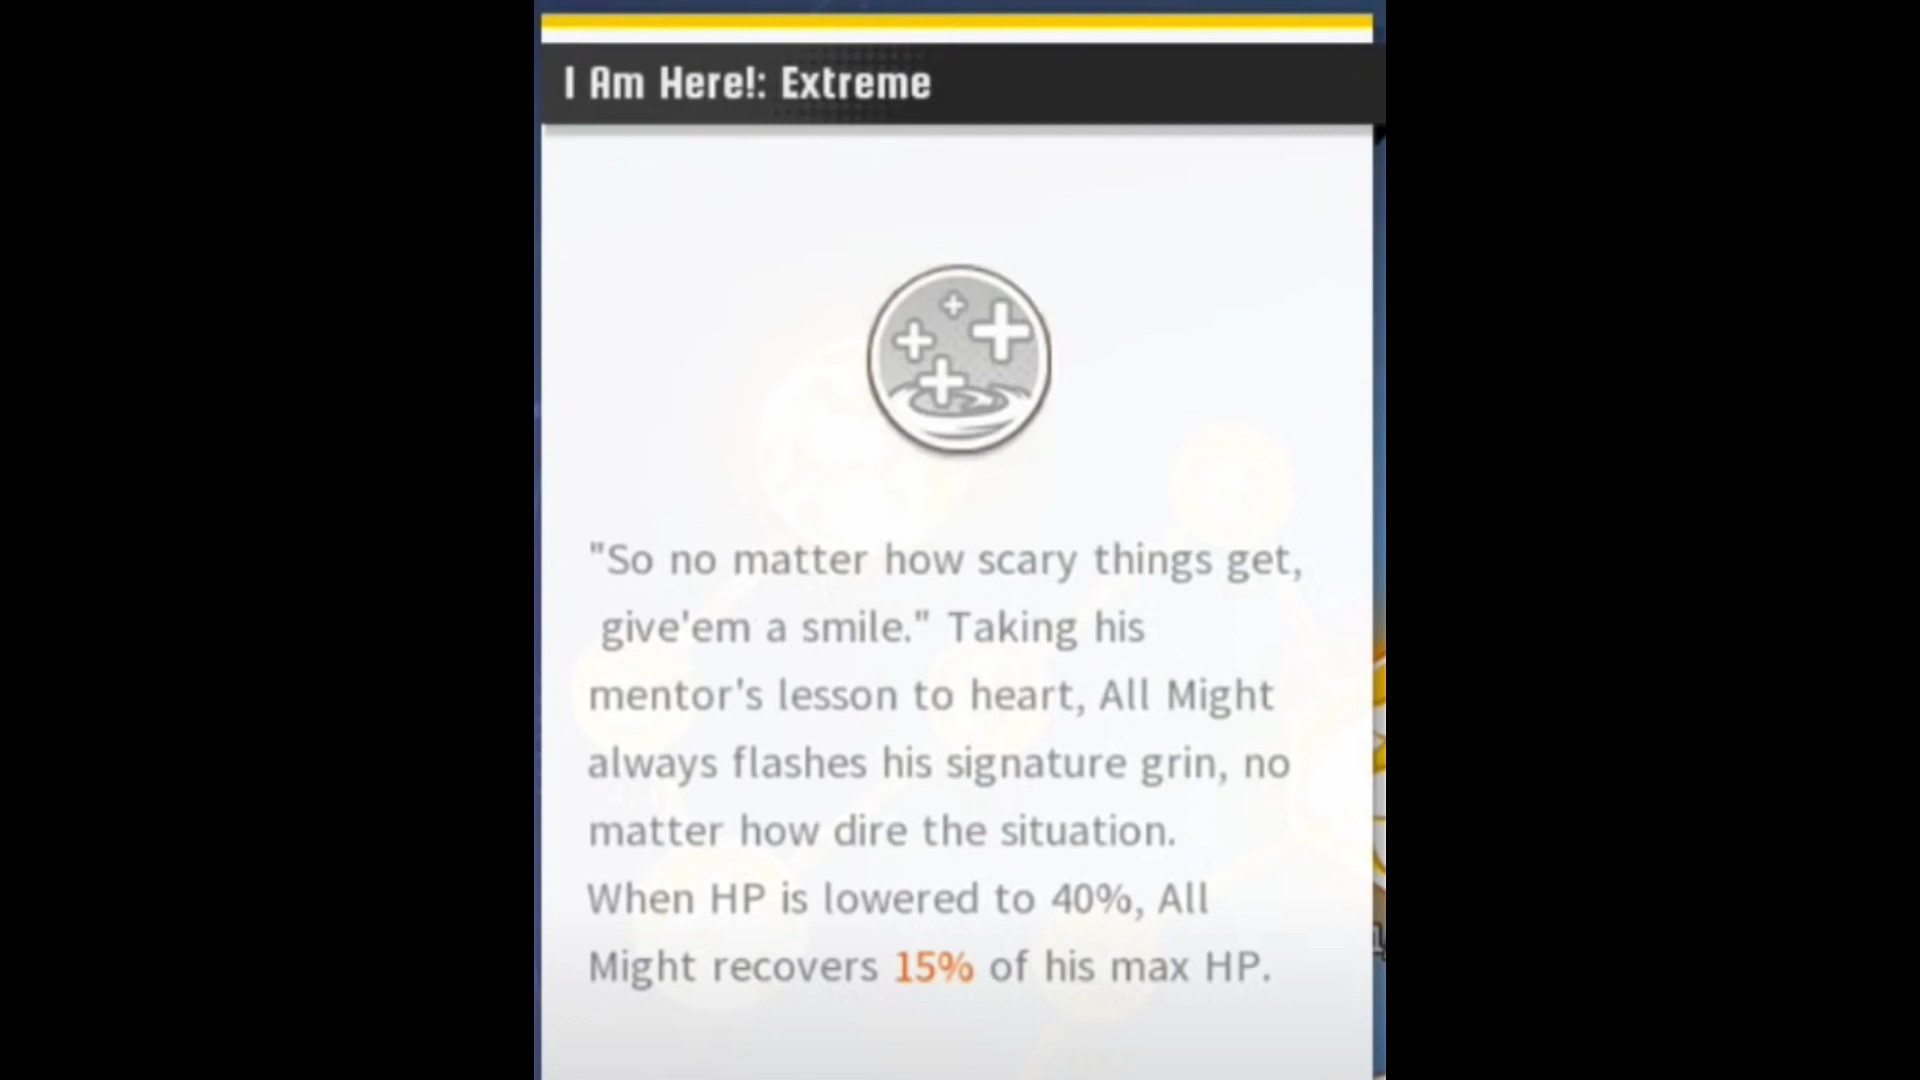 I Am Here!: Extreme
"So no matter how scary things get,
give'em a smile." Taking his
mentor's lesson to heart, All Might
always flashes his signature grin, no
matter how dire the situation.
When HP is lowered to 40%, All
Might recovers 15% of his max HP.